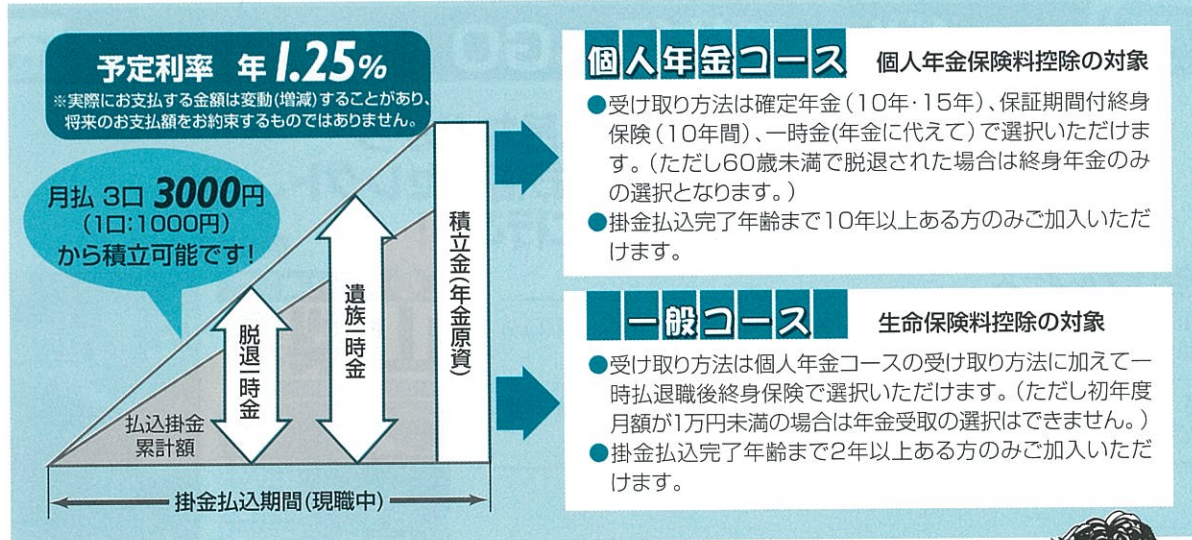 予定利率 年1.25%
※実際にお支払する金額は変動(増減)することがあり、
将来のお支払額をお約束するものではありません。
月払 3口 3000円
(1口:1000円)
から積立可能です!
脱退一時金
遺族一時金
積立金(年金原資)
払込掛金
累計額
掛金払込期間(現職中)
個人年金コース 個人年金保険料控除の対象
●受け取り方法は確定年金(10年・15年)、保証期間付終身
保険(10年間)、一時金(年金に代えて)で選択いただけま
す。(ただし60歳未満で脱退された場合は終身年金のみ
の選択となります。)
●掛金払込完了年齢まで10年以上ある方のみご加入いただ
けます。
一般コース 生命保険料控除の対象
●受け取り方法は個人年金コースの受け取り方法に加えて一
時払退職後終身保険で選択いただけます。(ただし初年度
月額が1万円未満の場合は年金受取の選択はできません。)
●掛金払込完了年齢まで2年以上ある方のみご加入いただ
けます。